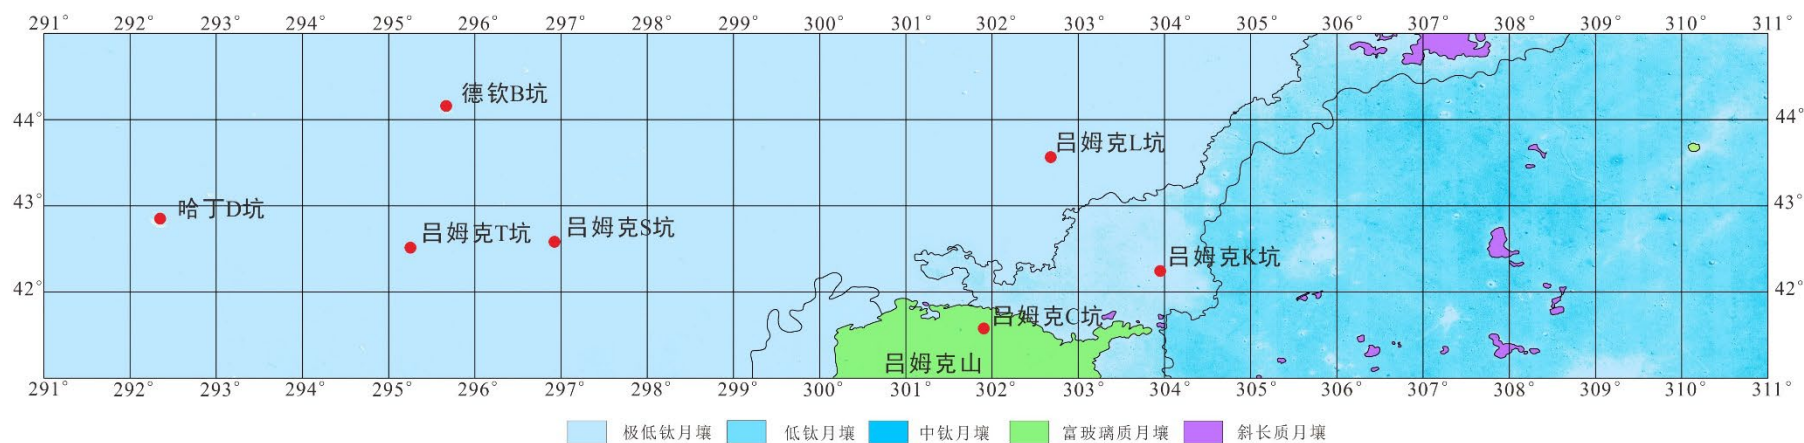 291° 292° 293° 294° 295° 296° 297° 298° 299° 300° 301° 302° 303° 304° 305° 306° 307° 308° 309° 310° 311°
德钦B坑
44° 44°
吕姆克L坑
43° 43°
哈丁D坑
吕姆克T坑
吕姆克S坑
吕姆克K坑
42° 42°
吕姆克C坑
吕姆克山
291° 292° 293° 294° 295° 296° 297° 298° 299° 300° 301° 302° 303° 304° 305° 306° 307° 308° 309° 310° 311°
极低钛月壤 低钛月壤 中钛月壤 富玻璃质月壤 斜长质月壤